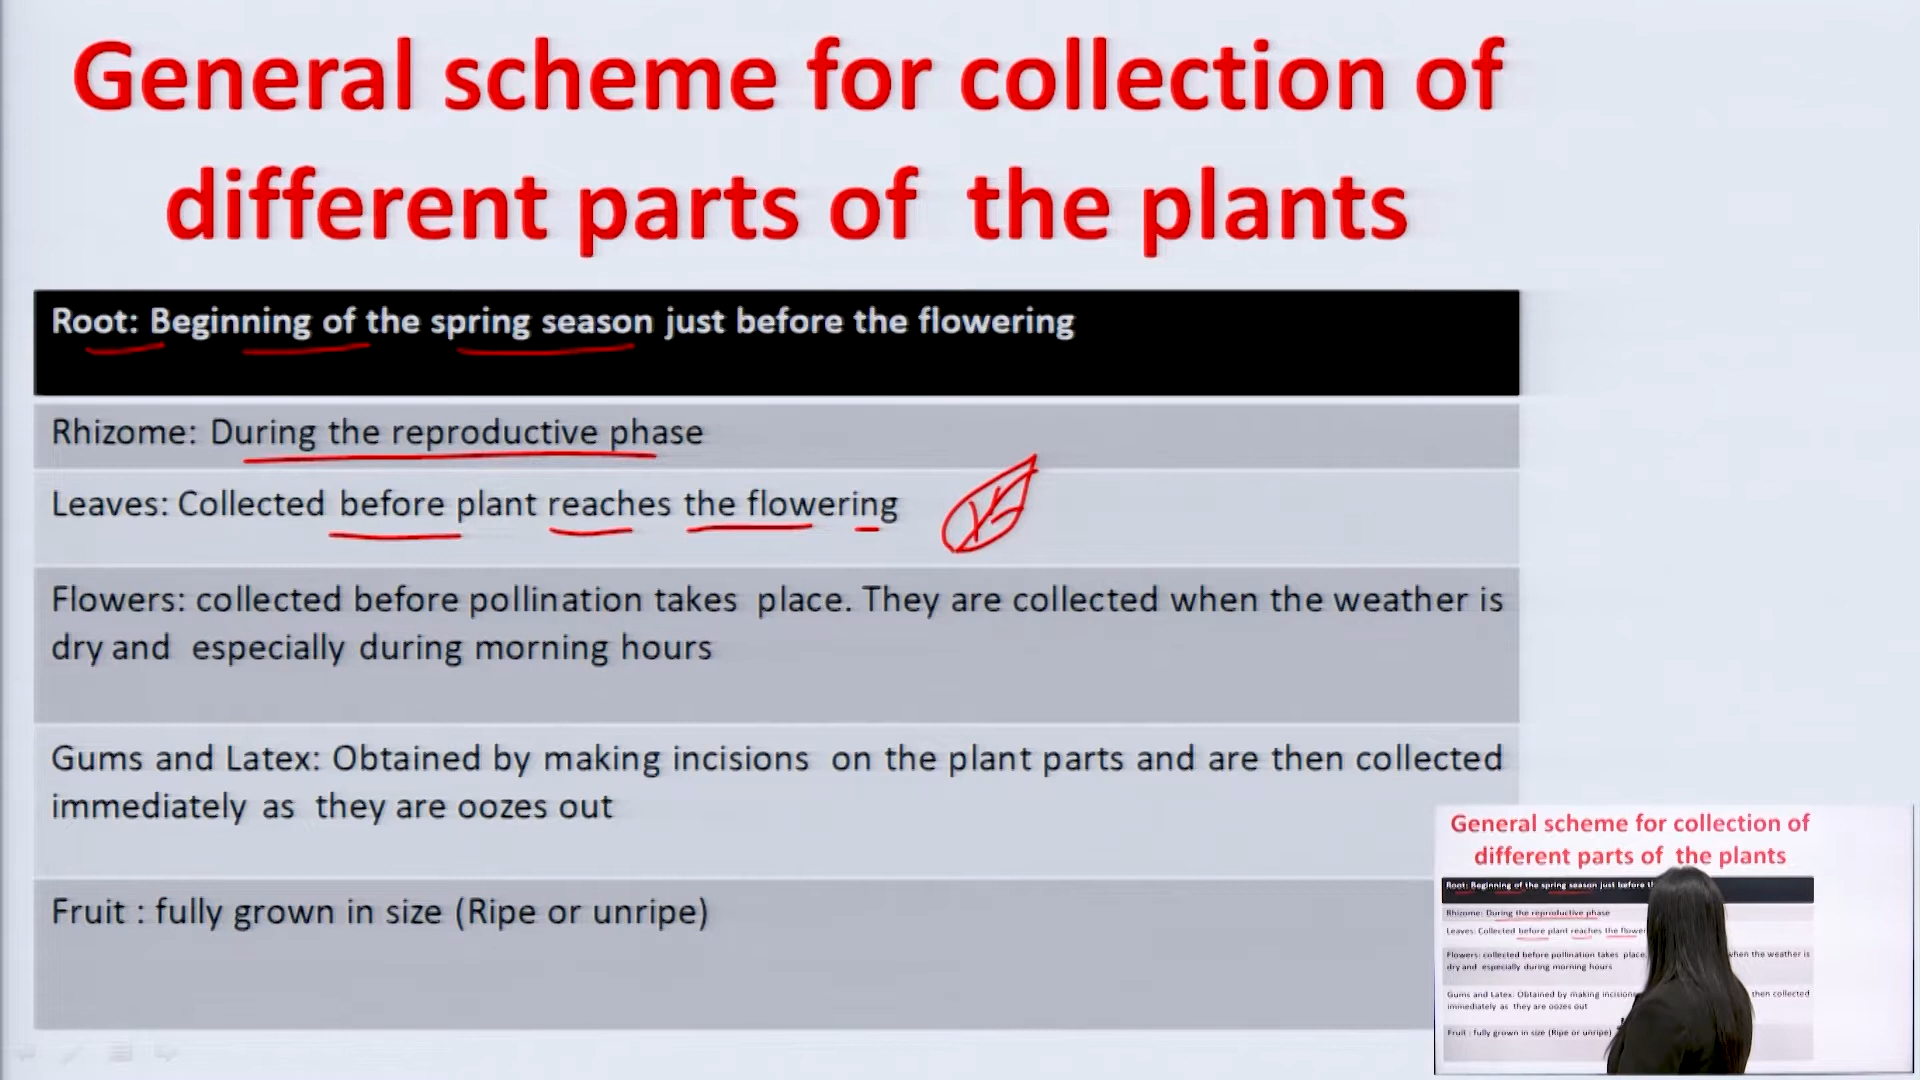 General scheme for collection of
different parts of the plants
Root: Beginning of the spring season just before the flowering
Rhizome: During the reproductive phase
Leaves: Collected before plant reaches the flowering
Flowers: collected before pollination takes place. They are collected when the weather is
dry and especially during morning hours
Gums and Latex: Obtained by making incisions on the plant parts and are then collected
immediately as they are oozes out
Fruit : fully grown in size (Ripe or unripe)
General scheme for collection of
different parts of the plants
Root: Beginning of the spring season just before
Rhizome: During the reproductive phase
Leaves: Collected before plant reaches the
Flowers: collected before pollination takes place. when the weather is
dry and especially during morning hours
Gums and Latex: Obtained by making incisions then collected
immediately as they are oozes out
Fruit : fully grown in size (Ripe or unripe)